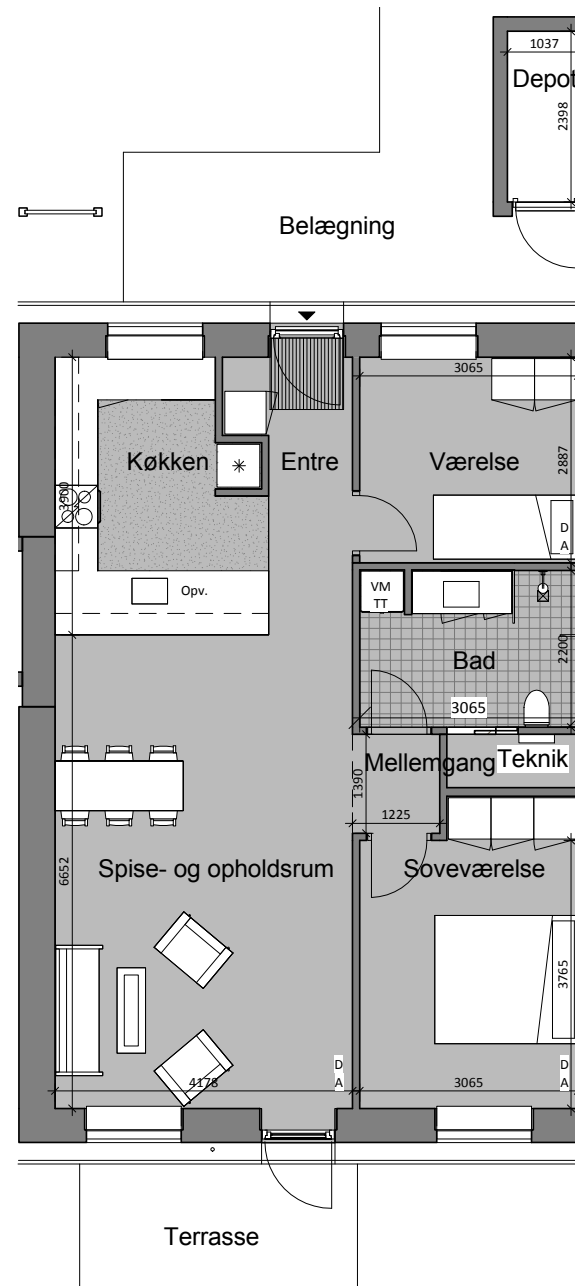 1037
Depot
2398
Belægning
3065
Køkken
Entre
Værelse
2887
3900
D
A
Opv.
VM
TT
Bad
2200
3065
Mellemgang
Teknik
1390
1225
Spise- og opholdsrum
Soveværelse
6652
3765
D
A
D
A
4178
3065
Terrasse